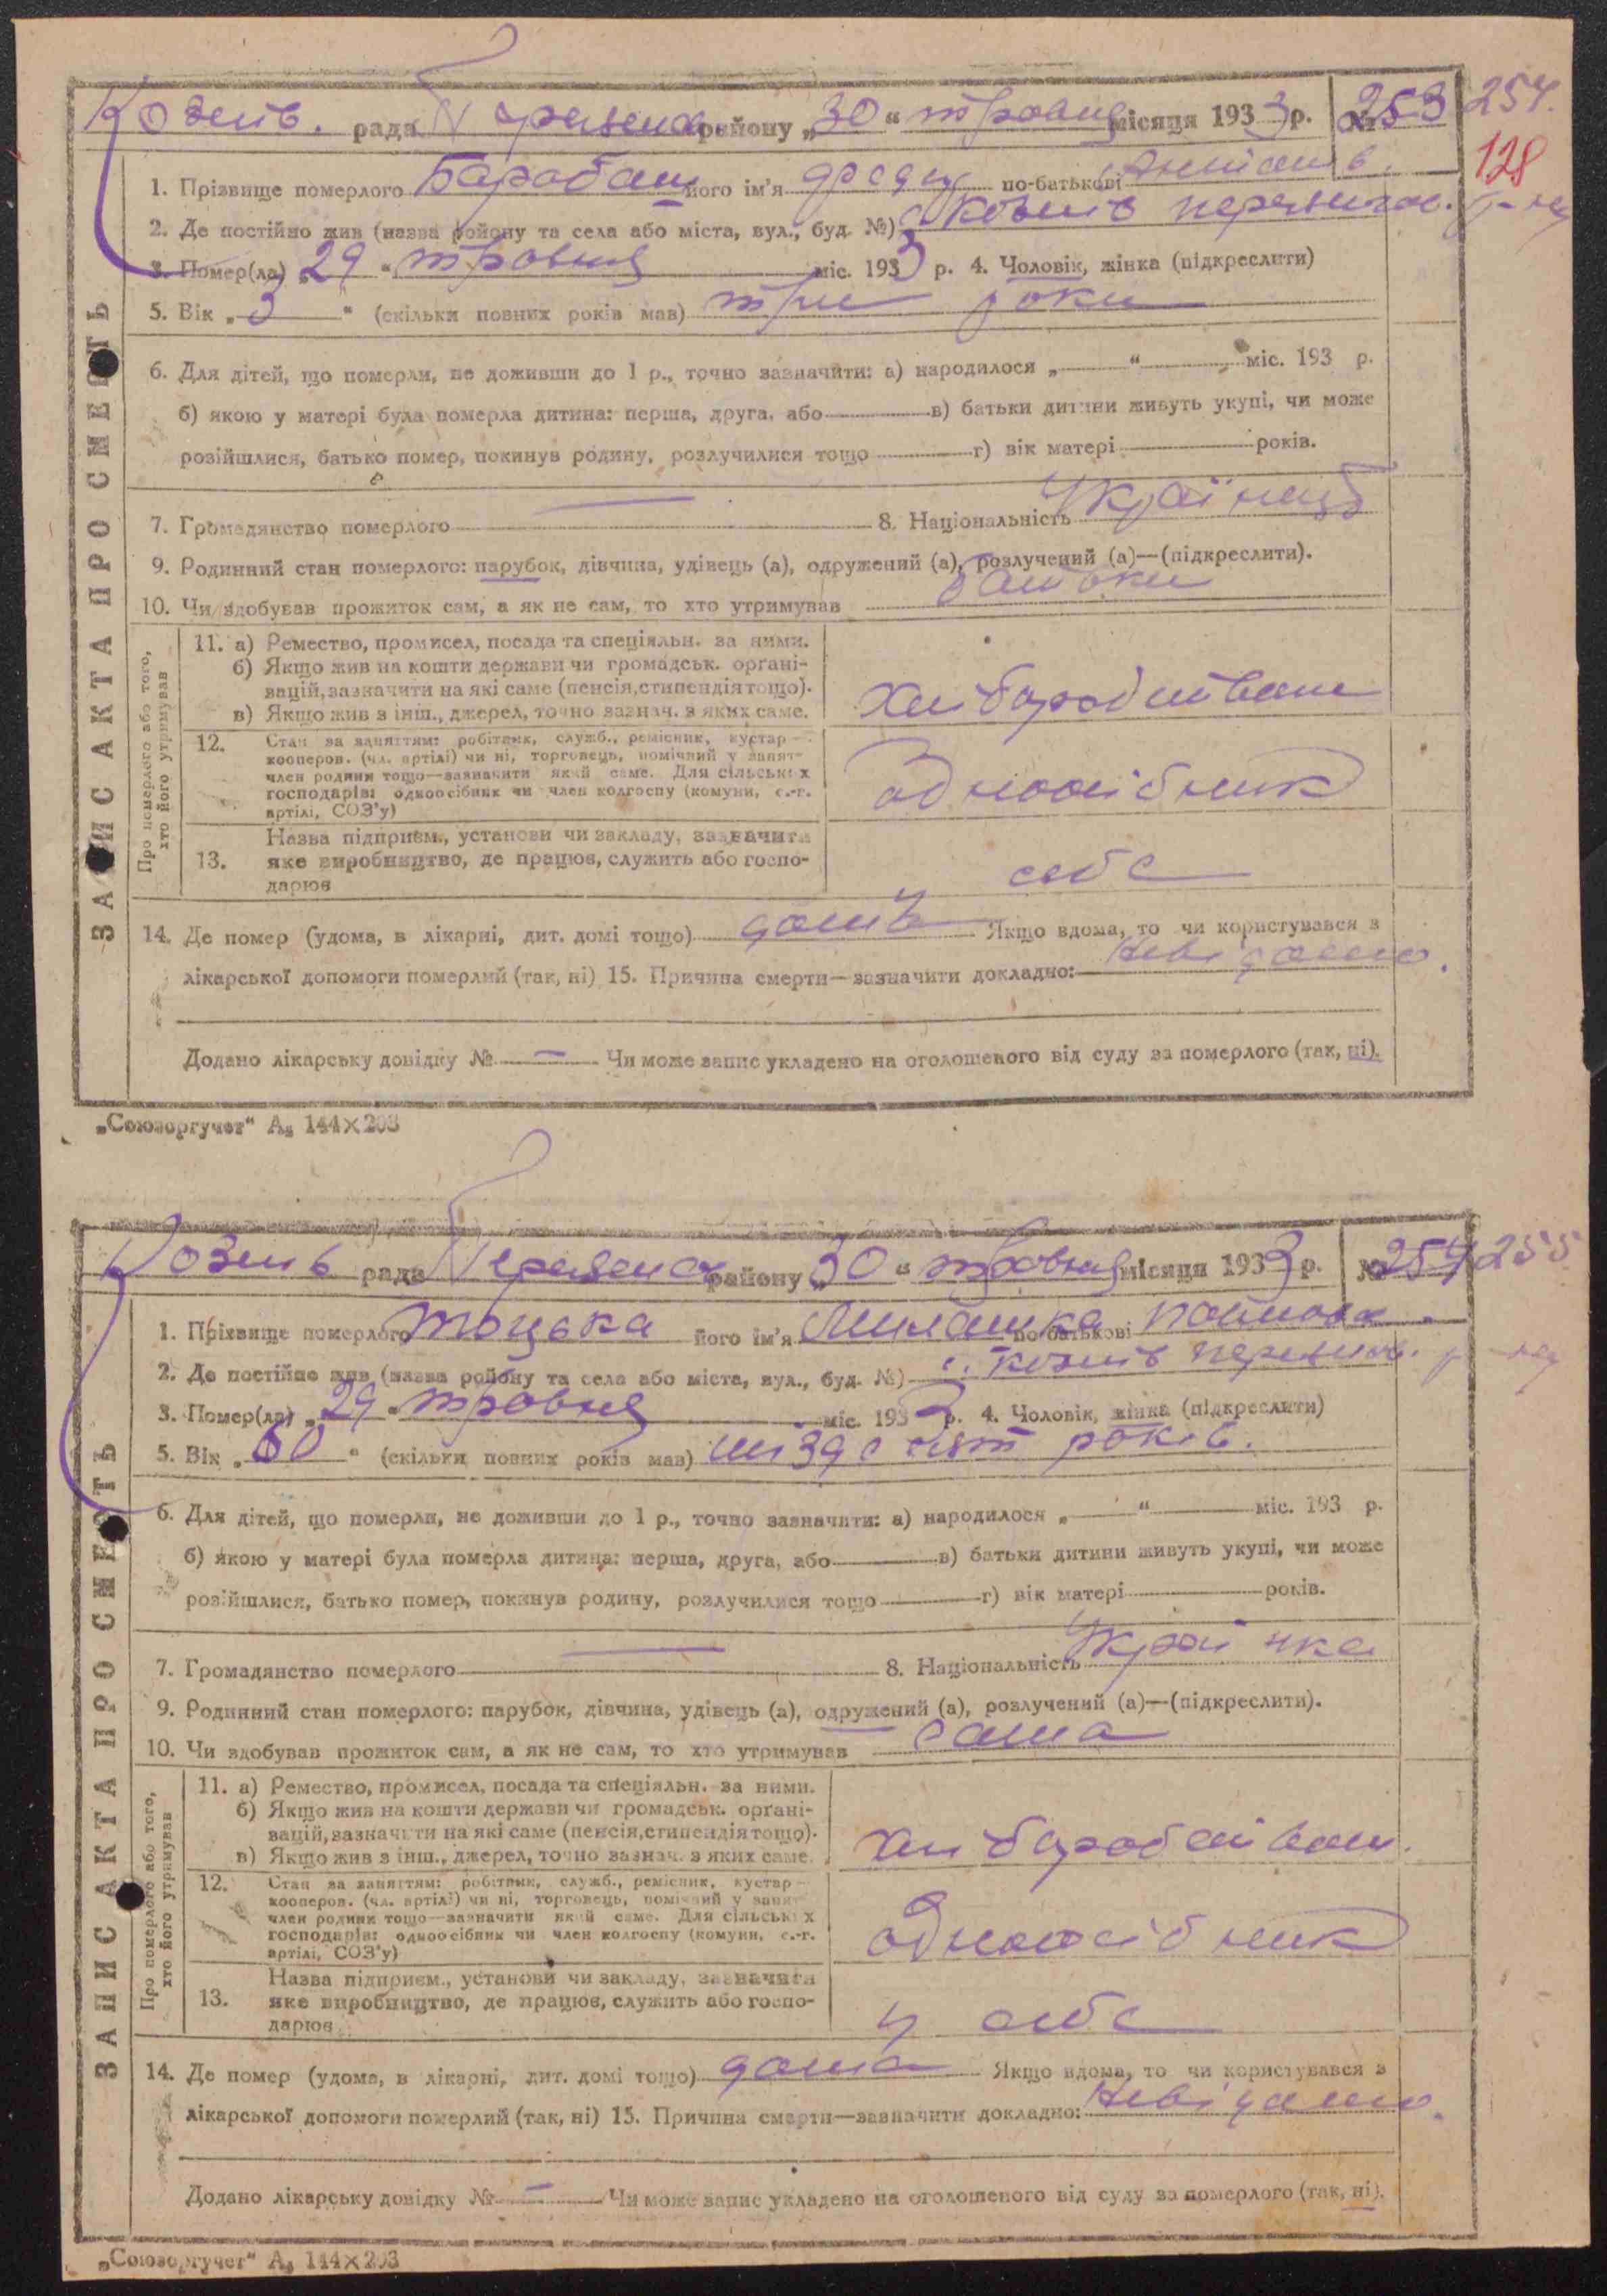 Козлів. рада Переяслав. району „30“ травня місяця 1933 р. № 253 254.
128
1. Прізвище померлого Барабаш його ім'я по-батькові
2. Де постійно жив (назва району та села або міста, вул., буд. №) с. Козлів Переяслав. р-ну
3. Помер(ла) „29“ травня міс. 1933 р. 4. Чоловік, жінка (підкреслити)
5. Вік „3“ (скільки повних років мав) три роки
6. Для дітей, що померли, не доживши до 1 р., точно зазначити: а) народилося „ “ міс. 193 р.
б) якою у матері була померла дитина: перша, друга, або в) батьки дитини живуть укупі, чи може
розійшлися, батько помер, покинув родину, розлучилися тощо г) вік матері років.
7. Громадянство померлого — 8. Національність Українець
9. Родинний стан померлого: парубок, дівчина, удівець (а), одружений (а), розлучений (а)—(підкреслити).
10. Чи здобував прожиток сам, а як не сам, то хто утримував батьки
ЗАПИС АКТА ПРО СМЕРТЬ
Про померлого або того, хто його утримував
11. а) Ремество, промисел, посада та спеціяльн. за ними.
б) Якщо жив на кошти держави чи громадськ. органі-
зацій, зазначити на які саме (пенсія, стипендія тощо).
в) Якщо жив з інш., джерел, точно зазнач. з яких саме.
12. Стан за заняттям: робітник, служб., ремісник, кустар —
кооперов. (чл. артілі) чи ні, торговець, помічний у занят-
член родини тощо—зазначити який саме. Для сільських
господарів: одноосібник чи член колгоспу (комуни, с.-г.
артілі, СОЗ'у)
одноосібник
13. Назва підприєм., установи чи закладу, зазначити
яке виробництво, де працює, служить або госпо-
дарює
себе
14. Де помер (удома, в лікарні, дит. домі тощо) дома Якщо вдома, то чи користувався з
лікарської допомоги померлий (так, ні) 15. Причина смерти—зазначити докладно: невідомо.
Додано лікарську довідку № — Чи може запис укладено на оголошеного від суду за померлого (так, ні).
„Союзоргучет“ А₅ 144×203
Козлів рада Переяслав району „30“ травня місяця 1933 р. № 254 255
1. Прізвище померлого Тоцька його ім'я Милашка по-батькові
2. Де постійно жив (назва району та села або міста, вул., буд. №) с. Козлів Переяслав. р-ну
3. Помер(ла) „29“ травня міс. 1933 р. 4. Чоловік, жінка (підкреслити)
5. Вік „60“ (скільки повних років мав) шіздесят років.
6. Для дітей, що померли, не доживши до 1 р., точно зазначити: а) народилося „ “ міс. 193 р.
б) якою у матері була померла дитина: перша, друга, або в) батьки дитини живуть укупі, чи може
розійшлися, батько помер, покинув родину, розлучилися тощо г) вік матері років.
7. Громадянство померлого — 8. Національність Українка
9. Родинний стан померлого: парубок, дівчина, удівець (а), одружений (а), розлучений (а)—(підкреслити).
10. Чи здобував прожиток сам, а як не сам, то хто утримував сама
ЗАПИС АКТА ПРО СМЕРТЬ
Про померлого або того, хто його утримував
11. а) Ремество, промисел, посада та спеціяльн. за ними.
б) Якщо жив на кошти держави чи громадськ. органі-
зацій, зазначити на які саме (пенсія, стипендія тощо).
в) Якщо жив з інш., джерел, точно зазнач. з яких саме.
12. Стан за заняттям: робітник, служб., ремісник, кустар —
кооперов. (чл. артілі) чи ні, торговець, помічний у занят-
член родини тощо—зазначити який саме. Для сільських
господарів: одноосібник чи член колгоспу (комуни, с.-г.
артілі, СОЗ'у)
одноосібник
13. Назва підприєм., установи чи закладу, зазначити
яке виробництво, де працює, служить або госпо-
дарює
у себе
14. Де помер (удома, в лікарні, дит. домі тощо) дома Якщо вдома, то чи користувався з
лікарської допомоги померлий (так, ні) 15. Причина смерти—зазначити докладно: невідомо.
Додано лікарську довідку № — Чи може запис укладено на оголошеного від суду за померлого (так, ні).
„Союзоргучет“ А₅ 144×203